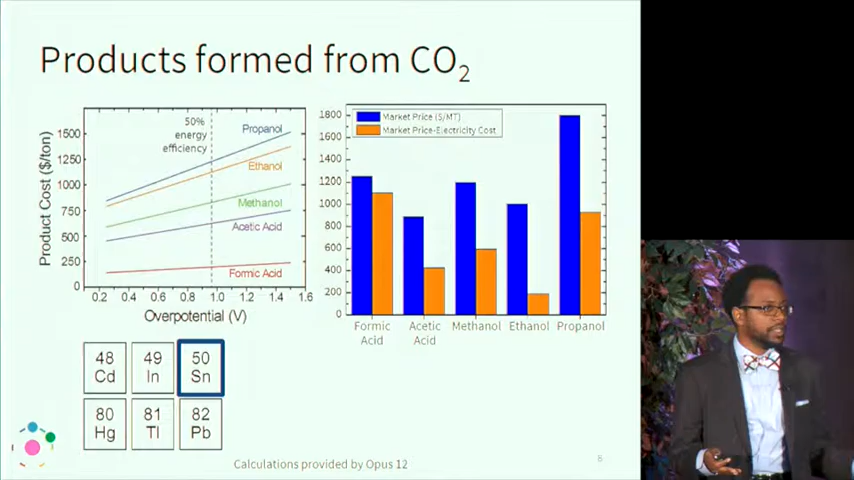 Products formed from CO2
50%
energy
efficiency
Propanol
Ethanol
Methanol
Acetic Acid
Formic Acid
Product Cost ($/ton)
1500
1250
1000
750
500
250
0
0.2 0.4 0.6 0.8 1.0 1.2 1.4 1.6
Overpotential (V)
Market Price ($/MT)
Market Price-Electricity Cost
1800
1600
1400
1200
1000
800
600
400
200
0
Formic Acid
Acetic Acid
Methanol
Ethanol
Propanol
48 49 50
Cd In Sn
80 81 82
Hg Tl Pb
Calculations provided by Opus 12
8